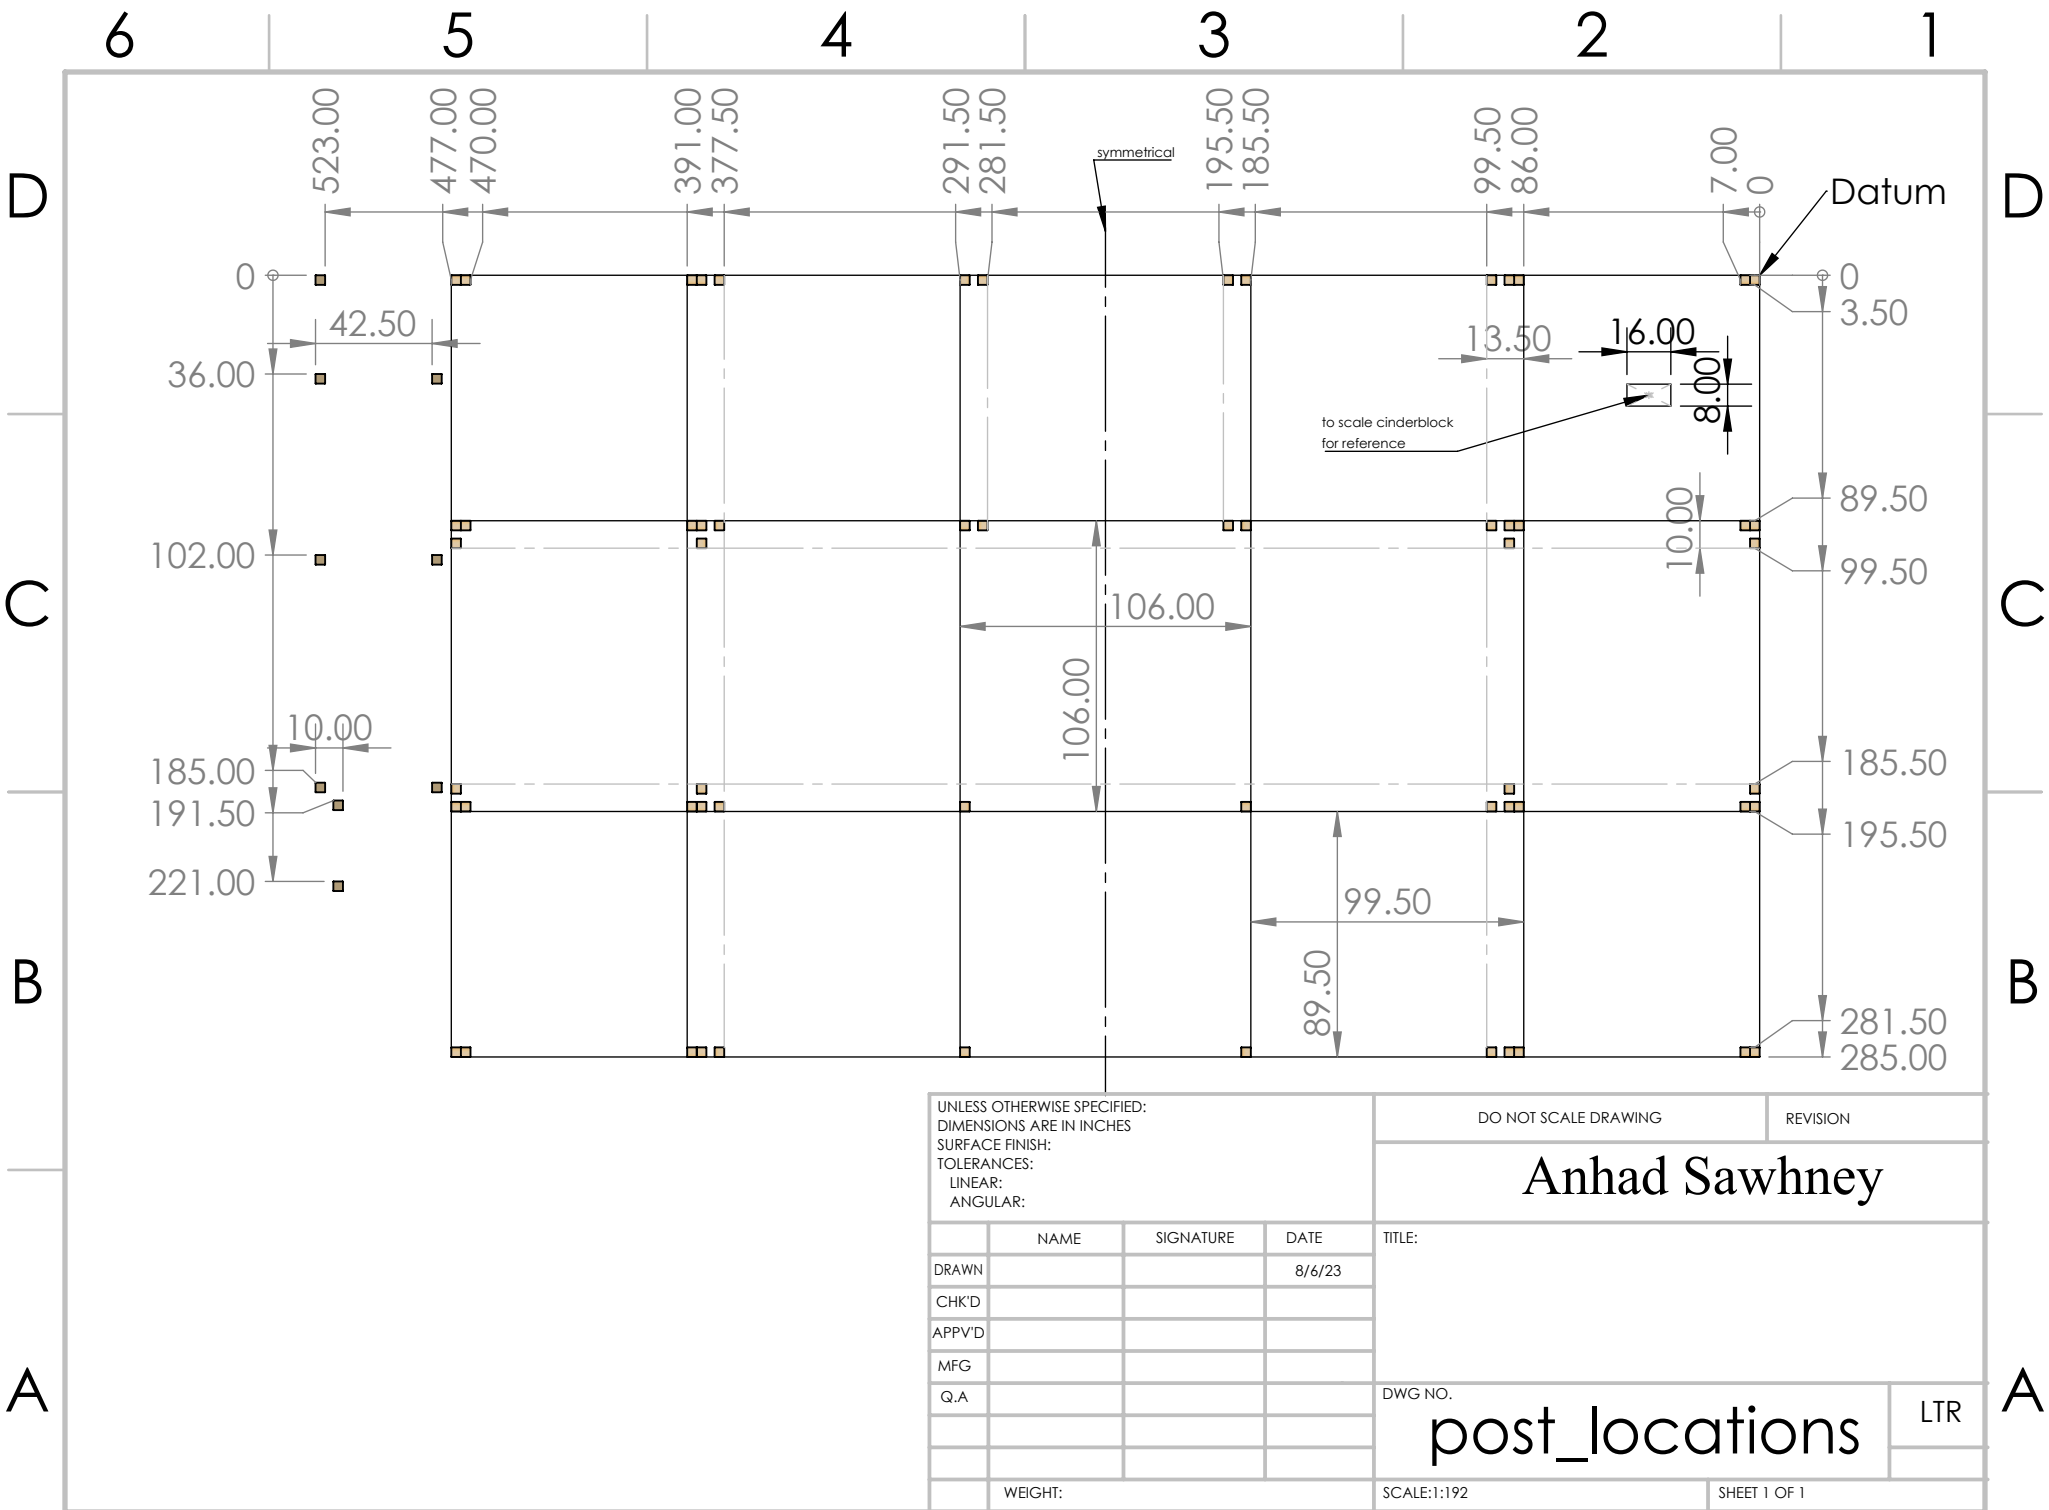 6 5 4 3 2 1
523.00 477.00 470.00 391.00 377.50 291.50 281.50 195.50 185.50 99.50 86.00 7.00 0
symmetrical
D Datum D
0 0
3.50
42.50 13.50 16.00
36.00
8.00
to scale cinderblock
for reference
89.50
10.00
102.00 99.50
C 106.00 C
106.00
10.00
185.00 185.50
191.50 195.50
221.00
99.50
89.50
B B
281.50
285.00
UNLESS OTHERWISE SPECIFIED:
DIMENSIONS ARE IN INCHES
SURFACE FINISH:
TOLERANCES:
LINEAR:
ANGULAR:
DO NOT SCALE DRAWING REVISION
Anhad Sawhney
NAME SIGNATURE DATE TITLE:
DRAWN 8/6/23
CHK'D
APPV'D
MFG
Q.A
A A
DWG NO.
post_locations LTR
WEIGHT: SCALE:1:192 SHEET 1 OF 1